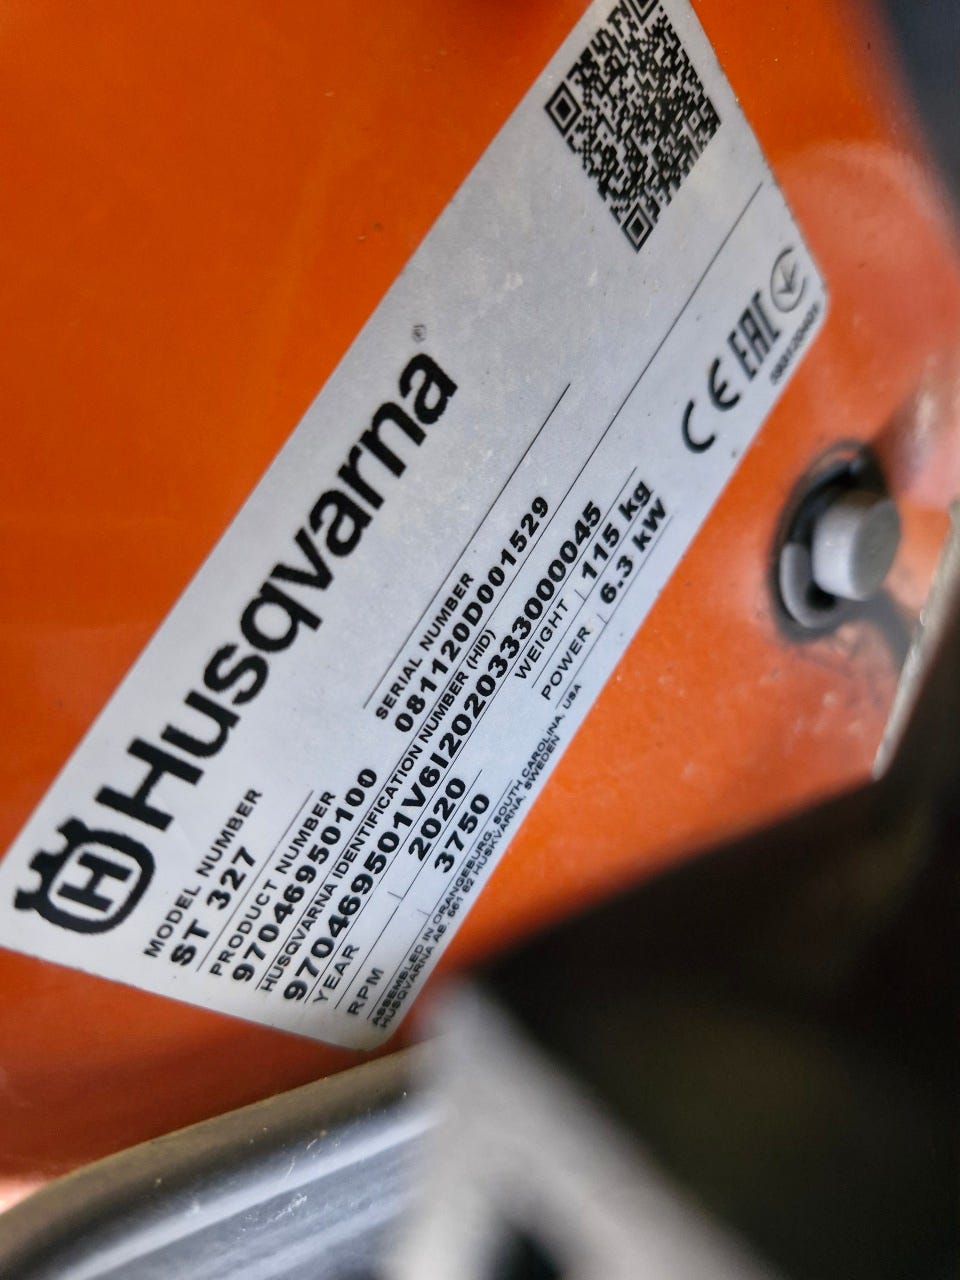 Husqvarna®
MODEL NUMBER
ST 327
SERIAL NUMBER
081120D001529
PRODUCT NUMBER
97046950100
HUSQVARNA IDENTIFICATION NUMBER (HID)
970469501V6I2020333000045
YEAR | 2020
WEIGHT | 115 kg
RPM | 3750
POWER | 6.3 kW
ASSEMBLED IN ORANGEBURG, SOUTH CAROLINA, USA
HUSQVARNA AB. 561 82 HUSKVARNA, SWEDEN
CE EAC